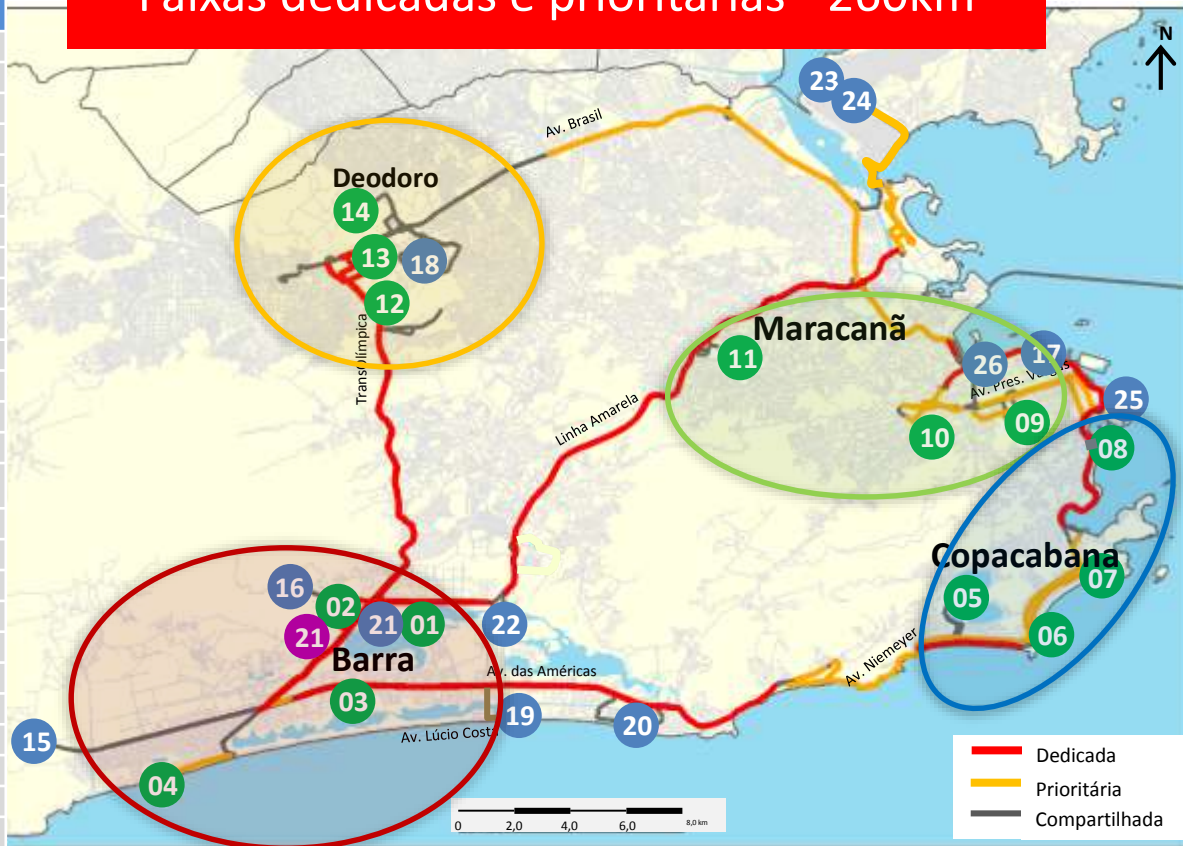 Faixas dedicadas e prioritárias - 260km
N
23
24
Av. Brasil
Deodoro
14
13
18
12
TransOlímpica
Maracanã
11
26
17
Av. Pres. Vargas
25
Linha Amarela
10
09
08
Copacabana
07
05
06
16
02
21
21
01
22
Barra
Av. das Américas
Av. Niemeyer
03
19
20
15
Av. Lúcio Costa
04
Dedicada
Prioritária
Compartilhada
0 2,0 4,0 6,0 8,0 km